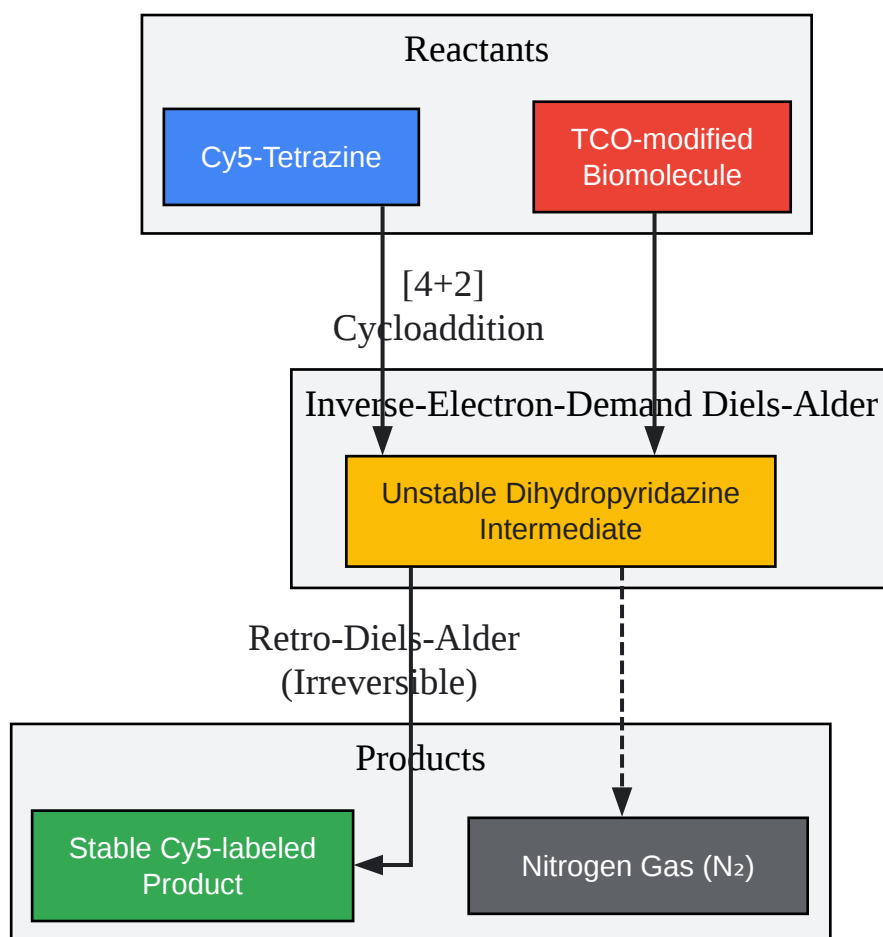 Reactants
Cy5-Tetrazine
TCO-modified
Biomolecule
[4+2]
Cycloaddition
Inverse-Electron-Demand Diels-Alder
Unstable Dihydropyridazine
Intermediate
Retro-Diels-Alder
(Irreversible)
Products
Stable Cy5-labeled
Product
Nitrogen Gas (N₂)